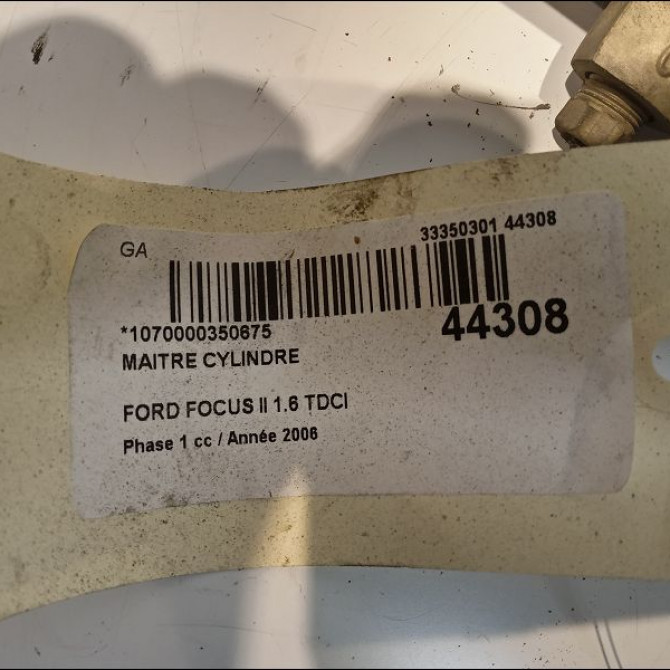 GA
33350301 44308
*1070000350675
44308
MAITRE CYLINDRE
FORD FOCUS II 1.6 TDCI
Phase 1 cc / Année 2006